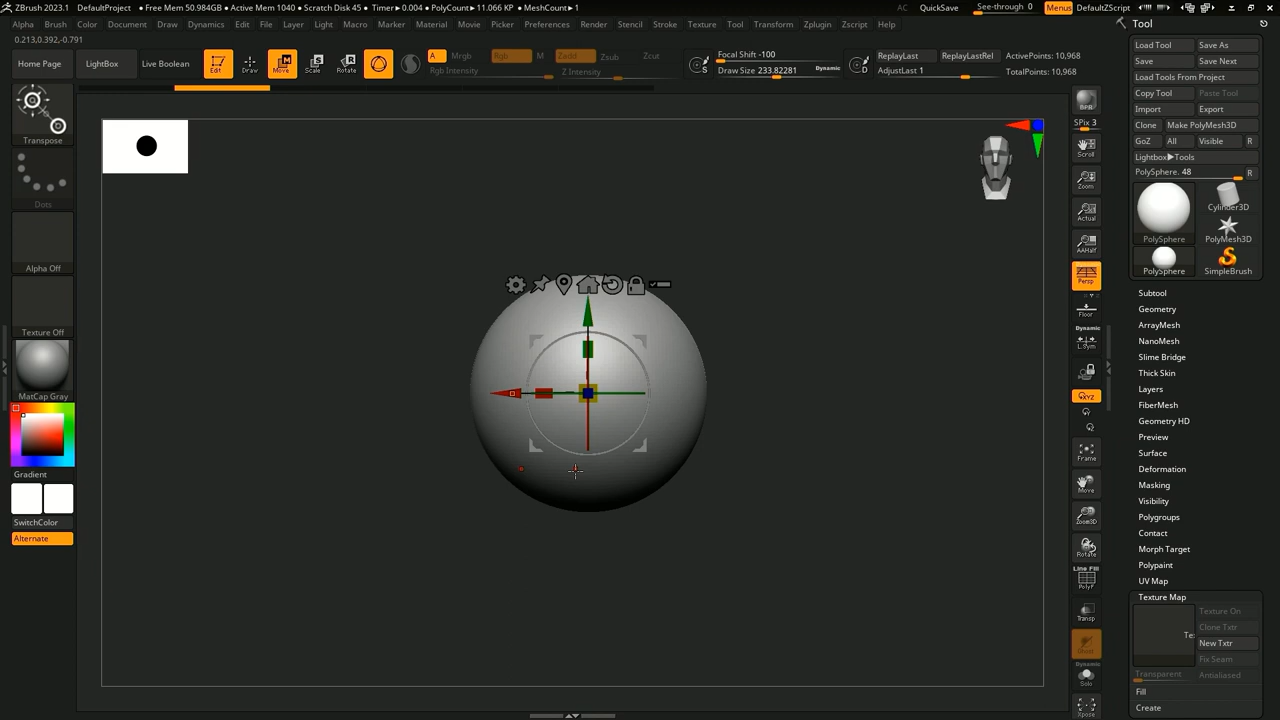 ZBrush 2023.1 DefaultProject • Free Mem 50.984GB • Active Mem 1040 • Scratch Disk 45 • Timer▶0.004 • PolyCount▶11.066 KP • MeshCount▶1 AC QuickSave See-through 0 Menus DefaultZScript
Alpha Brush Color Document Draw Dynamics Edit File Layer Light Macro Marker Material Movie Picker Preferences Render Stencil Stroke Texture Tool Transform Zplugin Zscript Help
0.213,0.392,-0.791
Home Page
LightBox
Live Boolean
Edit
Draw
Move
Scale
Rotate
A
Mrgb
Rgb
M
Zadd
Zsub
Zcut
Rgb Intensity
Z Intensity
S
Focal Shift -100
Draw Size 233.82281
Dynamic
D
ReplayLast
ReplayLastRel
AdjustLast 1
ActivePoints: 10,968
TotalPoints: 10,968
Transpose
Dots
Alpha Off
Texture Off
MatCap Gray
Gradient
SwitchColor
Alternate
BPR
SPix 3
Scroll
Zoom
Actual
AAHalf
Persp
Floor
Dynamic
L.Sym
XYZ
Frame
Move
Zoom3D
Rotate
Line Fill
PolyF
Transp
Ghost
Dynamic
Solo
Xpose
Tool
Load Tool
Save As
Save
Save Next
Load Tools From Project
Copy Tool
Paste Tool
Import
Export
Clone
Make PolyMesh3D
GoZ
All
Visible
R
Lightbox▶Tools
PolySphere. 48
R
PolySphere
Cylinder3D
PolyMesh3D
PolySphere
SimpleBrush
Subtool
Geometry
ArrayMesh
NanoMesh
Slime Bridge
Thick Skin
Layers
FiberMesh
Geometry HD
Preview
Surface
Deformation
Masking
Visibility
Polygroups
Contact
Morph Target
Polypaint
UV Map
Texture Map
Texture On
Clone Txtr
New Txtr
Fix Seam
Transparent
Antialiased
Fill
Create